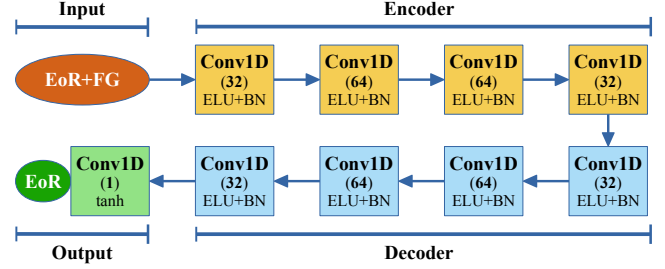 Input
Encoder
EoR+FG
Conv1D
(32)
ELU+BN
Conv1D
(64)
ELU+BN
Conv1D
(64)
ELU+BN
Conv1D
(32)
ELU+BN
EoR
Conv1D
(1)
tanh
Conv1D
(32)
ELU+BN
Conv1D
(64)
ELU+BN
Conv1D
(64)
ELU+BN
Conv1D
(32)
ELU+BN
Output
Decoder